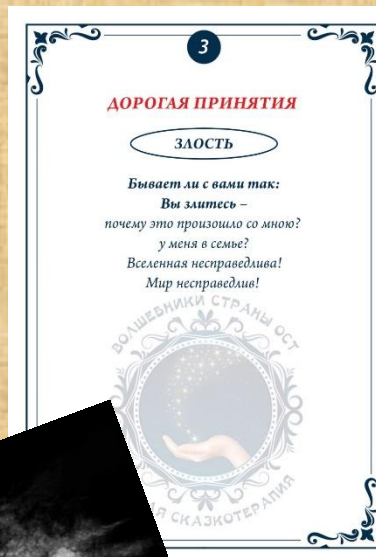 3
ДОРОГАЯ ПРИНЯТИЯ
ЗЛОСТЬ
Бывает ли с вами так:
Вы злитесь –
почему это произошло со мною?
у меня в семье?
Вселенная несправедлива!
Мир несправедлив!
ВОЛШЕБНИКИ СТРАНЫ ОСТ
СКАЗКОТЕРАПИЯ